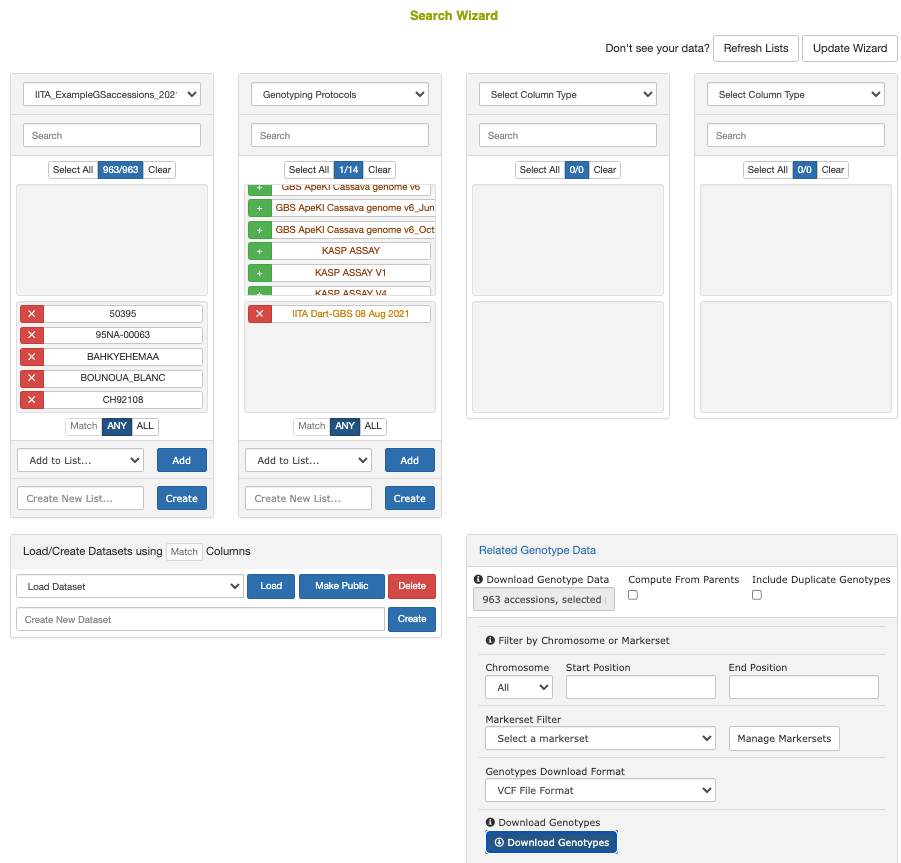 Search Wizard
Don't see your data? Refresh Lists Update Wizard
IITA_ExampleGSaccessions_202
Search
Select All 963/963 Clear
50395
95NA-00063
BAHKYEHEMAA
BOUNOUA_BLANC
CH92108
Match ANY ALL
Add to List... Add
Create New List... Create
Genotyping Protocols
Search
Select All 1/14 Clear
GBS ApeKI Cassava genome v6
GBS ApeKI Cassava genome v6_Jun
GBS ApeKI Cassava genome v6_Oct
KASP ASSAY
KASP ASSAY V1
KASP ASSAY V4
IITA Dart-GBS 08 Aug 2021
Match ANY ALL
Add to List... Add
Create New List... Create
Select Column Type
Search
Select All 0/0 Clear
Select Column Type
Search
Select All 0/0 Clear
Load/Create Datasets using Match Columns
Load Dataset Load Make Public Delete
Create New Dataset Create
Related Genotype Data
Download Genotype Data Compute From Parents Include Duplicate Genotypes
963 accessions, selected
Filter by Chromosome or Markerset
Chromosome Start Position End Position
All
Markerset Filter
Select a markerset Manage Markersets
Genotypes Download Format
VCF File Format
Download Genotypes
Download Genotypes